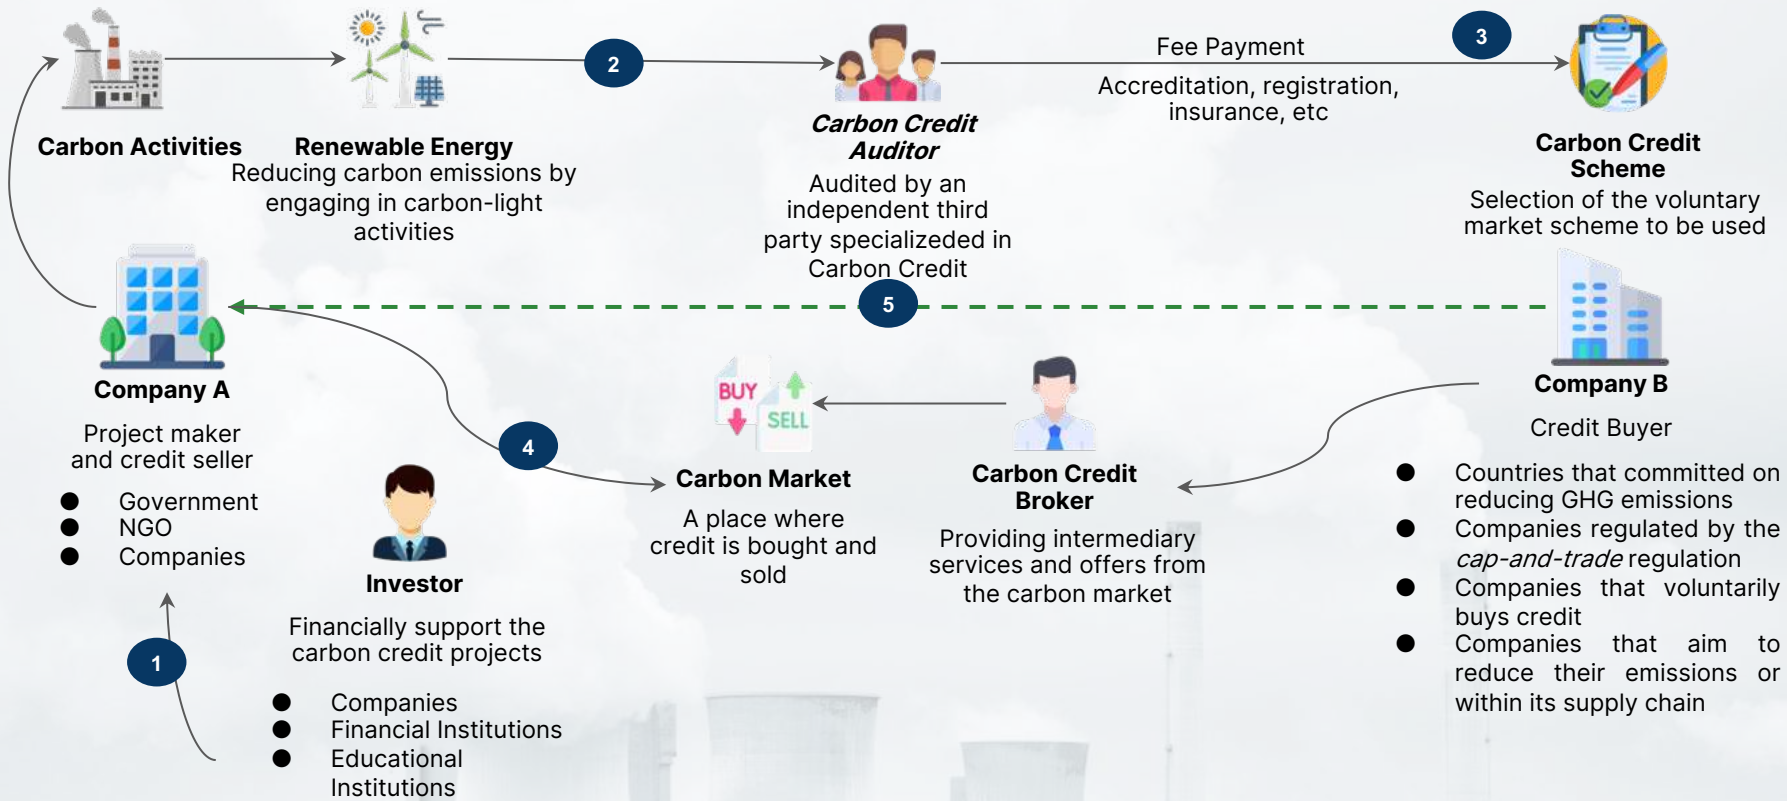 2
3
Fee Payment
Accreditation, registration,
insurance, etc
Carbon Activities
Renewable Energy
Reducing carbon emissions by
engaging in carbon-light
activities
Carbon Credit
Auditor
Audited by an
independent third
party specializeded in
Carbon Credit
Carbon Credit
Scheme
Selection of the voluntary
market scheme to be used
5
Company A
Project maker
and credit seller
● Government
● NGO
● Companies
1
4
Investor
Financially support the
carbon credit projects
● Companies
● Financial Institutions
● Educational
Institutions
BUY
SELL
Carbon Market
A place where
credit is bought and
sold
Carbon Credit
Broker
Providing intermediary
services and offers from
the carbon market
Company B
Credit Buyer
● Countries that committed on
reducing GHG emissions
● Companies regulated by the
cap-and-trade regulation
● Companies that voluntarily
buys credit
● Companies that aim to
reduce their emissions or
within its supply chain